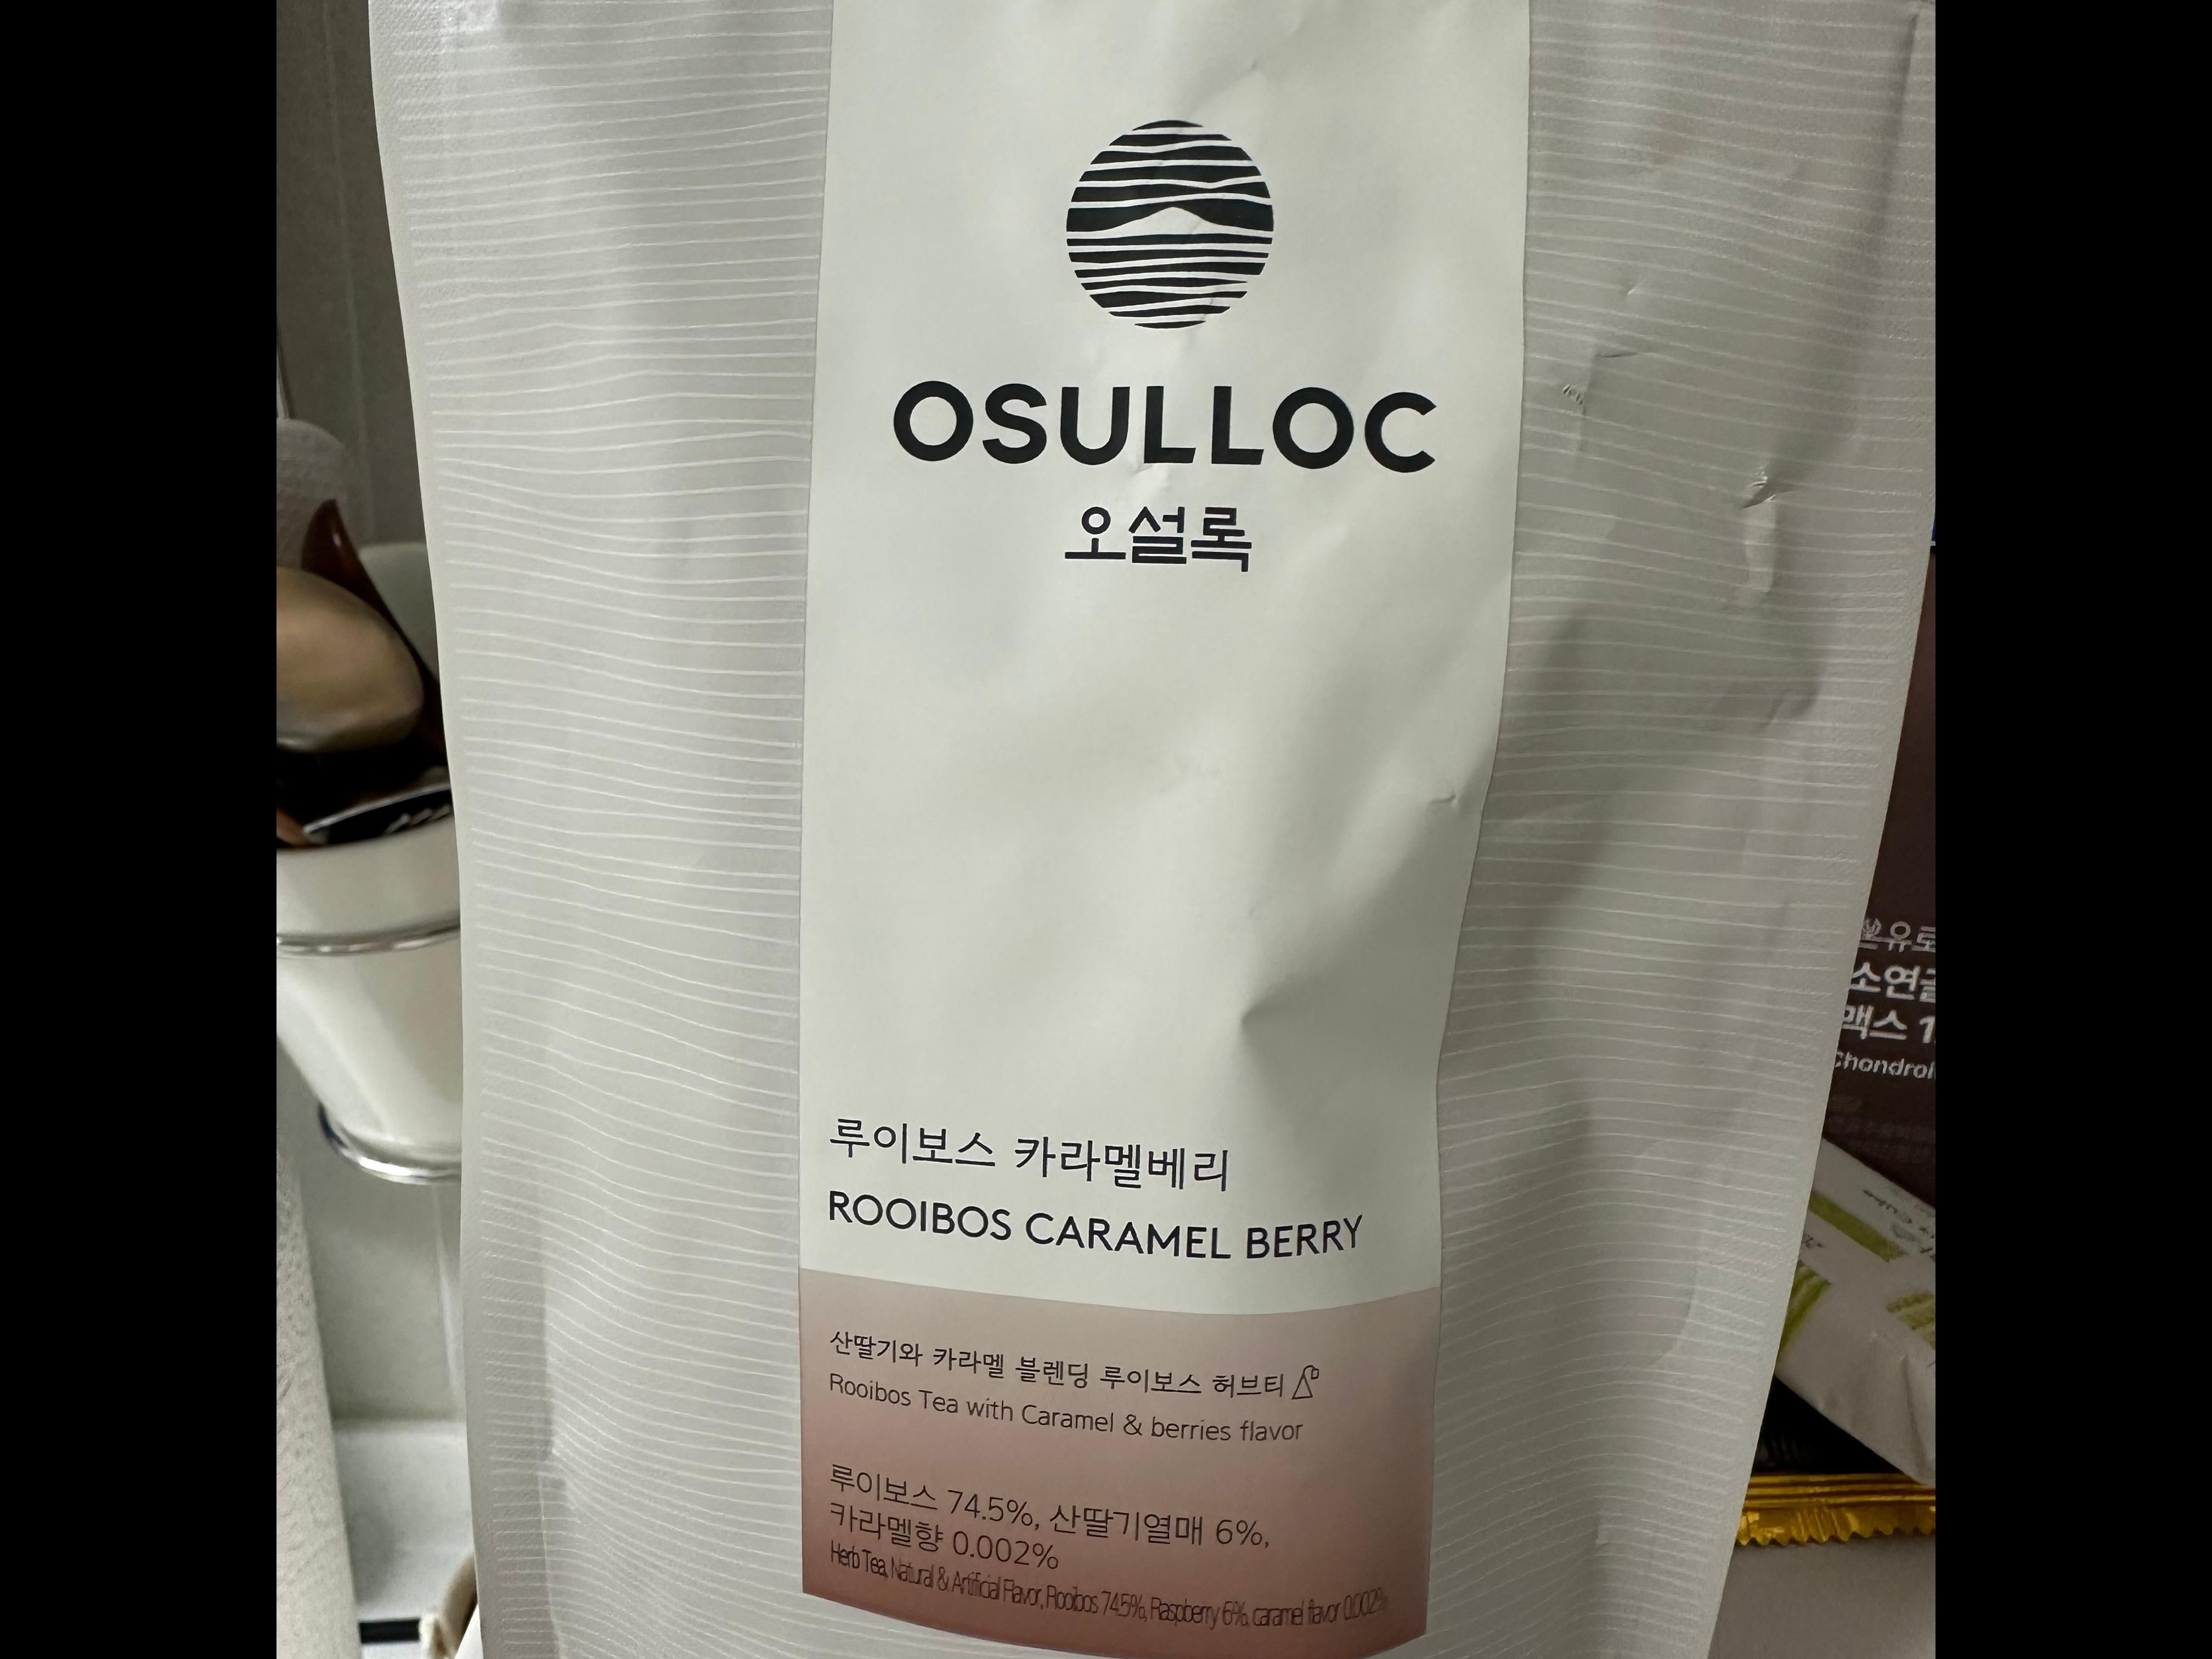 OSULLOC
오설록
루이보스 카라멜베리
ROOIBOS CARAMEL BERRY
산딸기와 카라멜 블렌딩 루이보스 허브티
Rooibos Tea with Caramel & berries flavor
루이보스 74.5%, 산딸기열매 6%,
카라멜향 0.002%
Herb Tea, Natural & Artificial Flavor, Rooibos 74.5%, Raspberry 6%, caramel flavor 0.002%
맥스 1